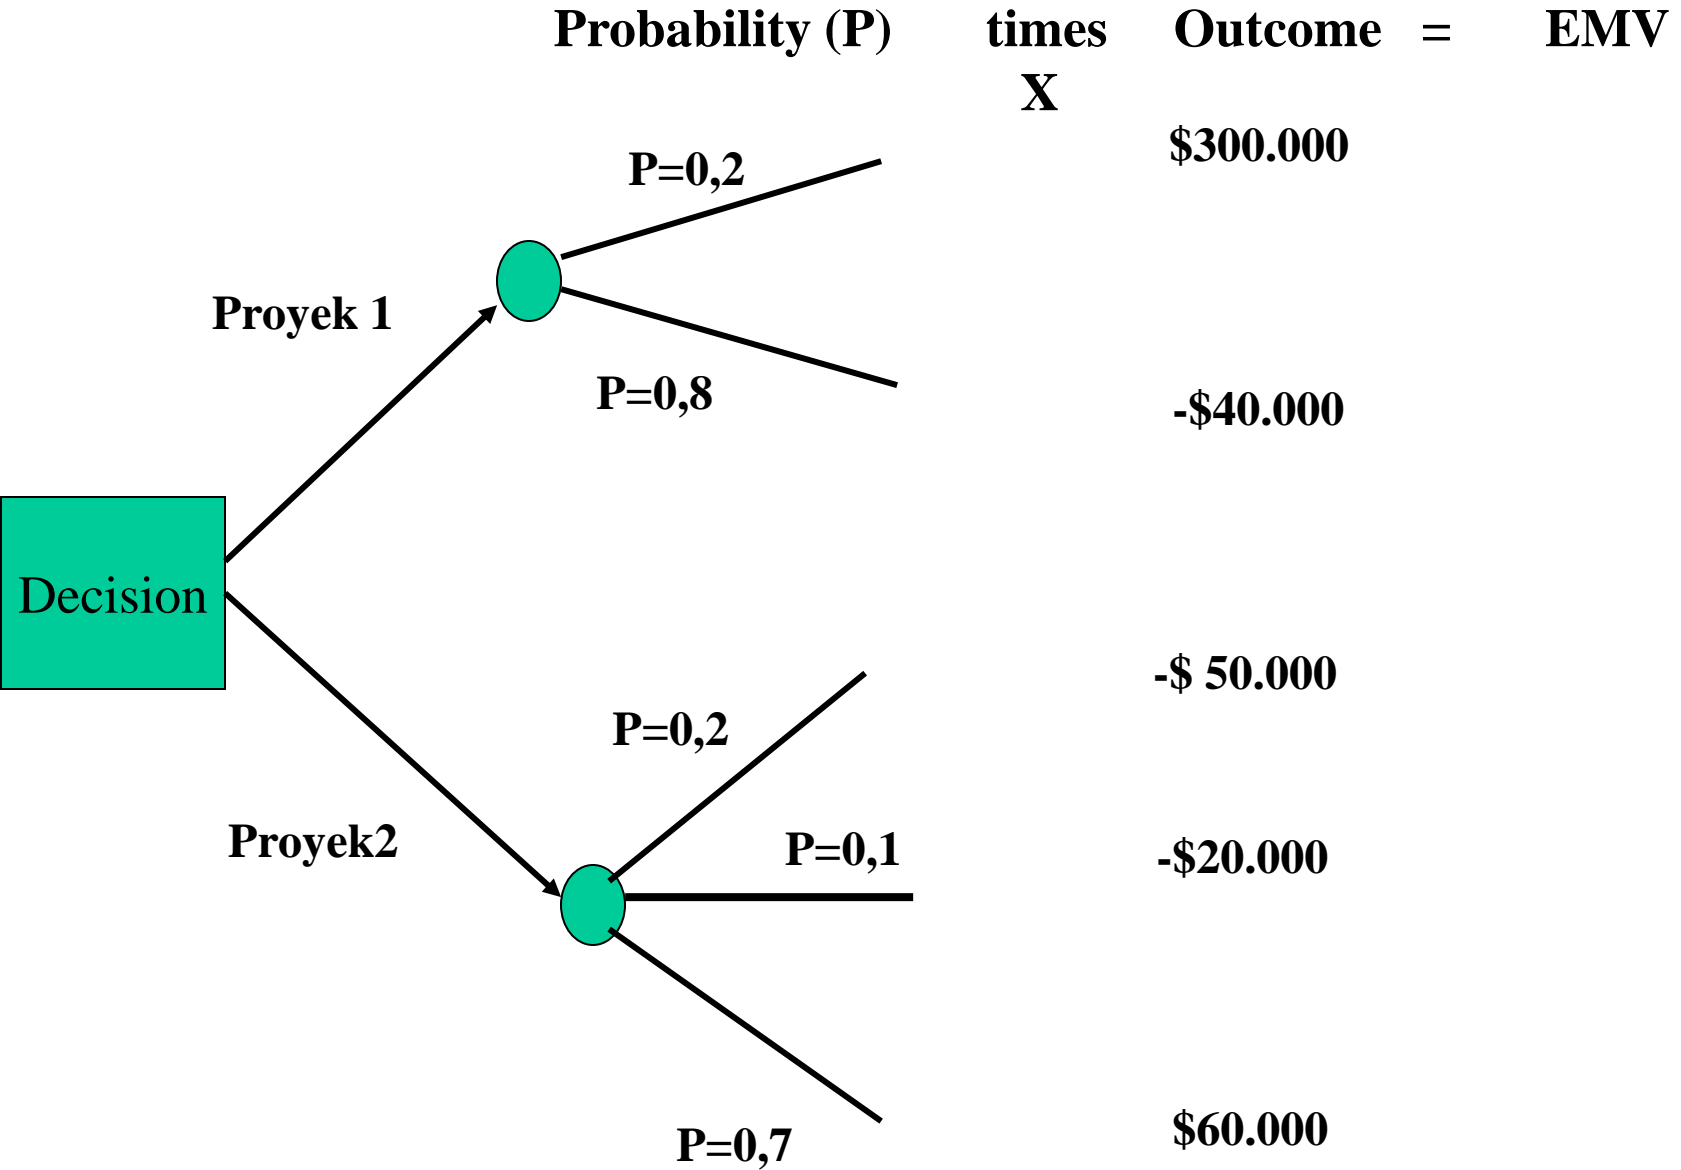 Probability (P) times Outcome = EMV
X
$300.000
P=0,2
Proyek 1
P=0,8
-$40.000
Decision
-$ 50.000
P=0,2
Proyek2
P=0,1
-$20.000
$60.000
P=0,7